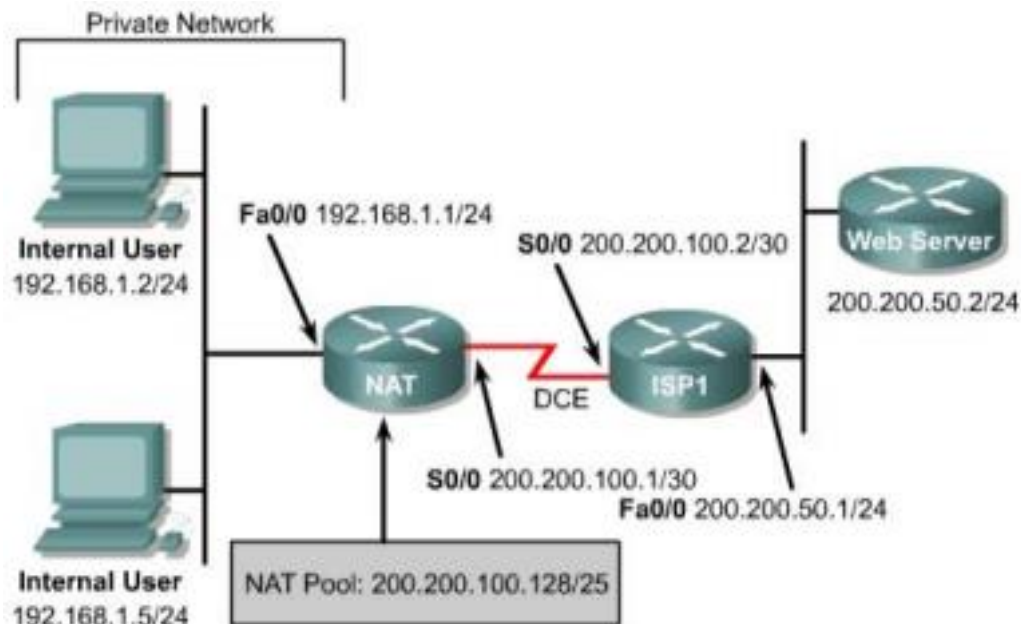 Private Network
Internal User
192.168.1.2/24
Fa0/0 192.168.1.1/24
S0/0 200.200.100.2/30
Web Server
200.200.50.2/24
NAT
DCE
ISP1
S0/0 200.200.100.1/30
Fa0/0 200.200.50.1/24
NAT Pool: 200.200.100.128/25
Internal User
192.168.1.5/24